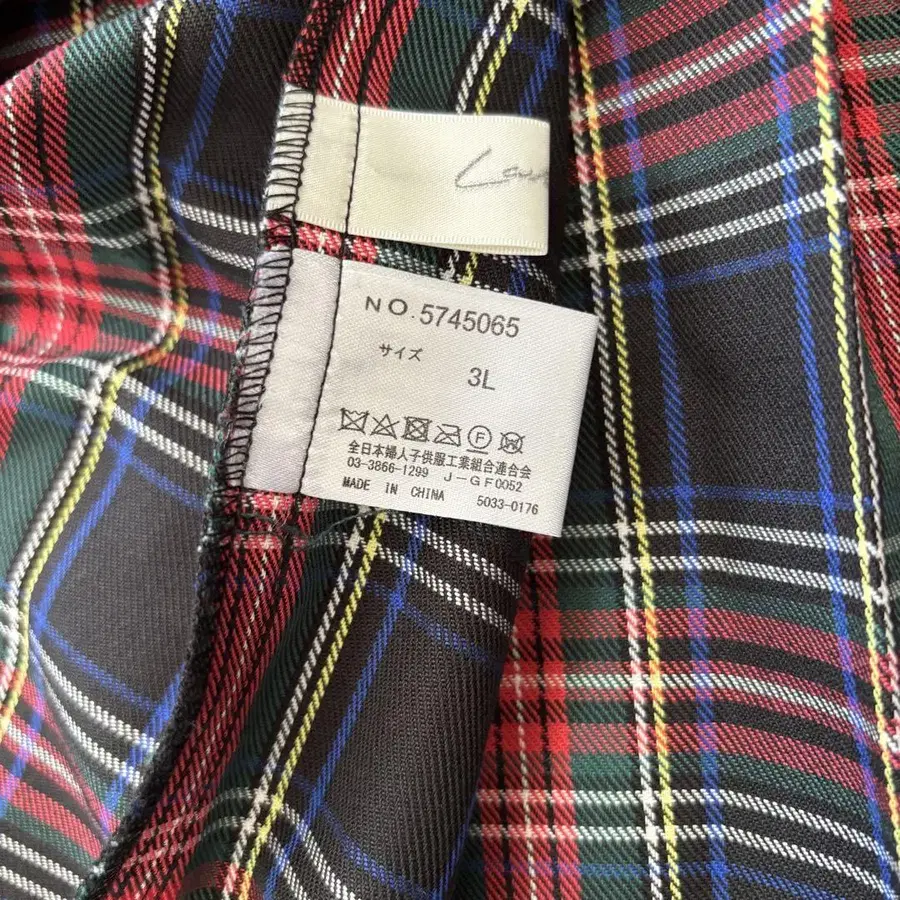 NO.5745065
サイズ
3L
F
全日本婦人子供服工業組合連合会
03-3866-1299 J-GF0052
MADE IN CHINA 5033-0176